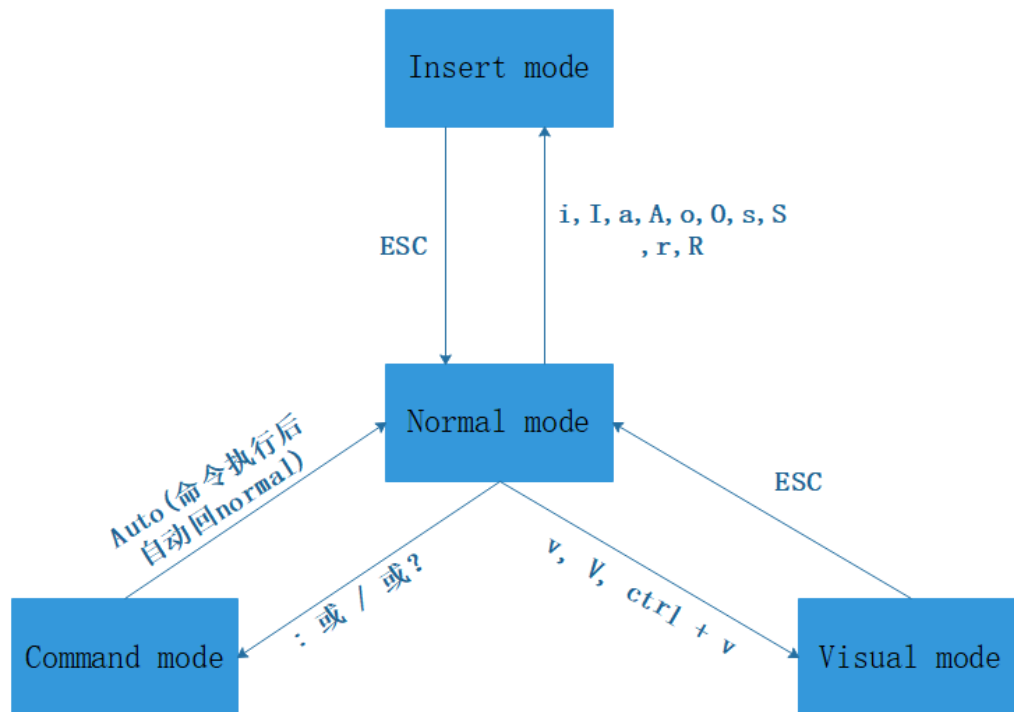 Insert mode
i,I,a,A,o,O,s,S
,r,R
ESC
Normal mode
Auto(命令执行后
自动回normal)
: 或 / 或?
v, V, ctrl + v
ESC
Command mode
Visual mode